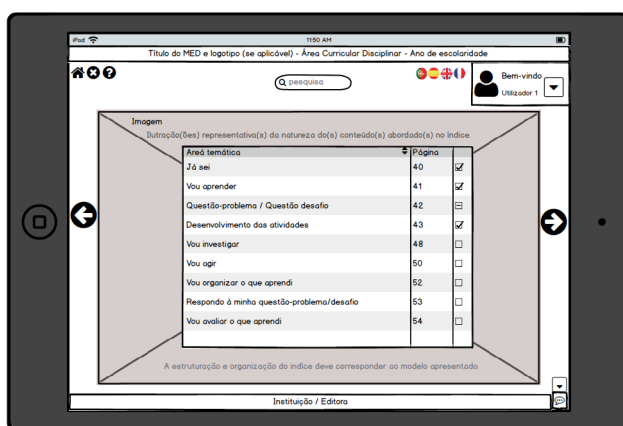 iPod
11:50 AM
Título do MED e logotipo (se aplicável) - Área Curricular Disciplinar - Ano de escolaridade
pesquisa
Bem-vindo
Utilizador 1
Imagem
Ilutração(ões) representativa(s) da natureza do(s) conteúdo(s) abordado(s) no índice.
Areá temática Página
Já sei 40
Vou aprender 41
Questão-problema / Questão desafio 42
Desenvolvimento das atividades 43
Vou investigar 48
Vou agir 50
Vou organizar o que aprendi 52
Respondo à minha questão-problema/desafio 53
Vou avaliar o que aprendi 54
A estruturação e organização do indíce deve corresponder ao modelo apresentado.
Instituição / Editora